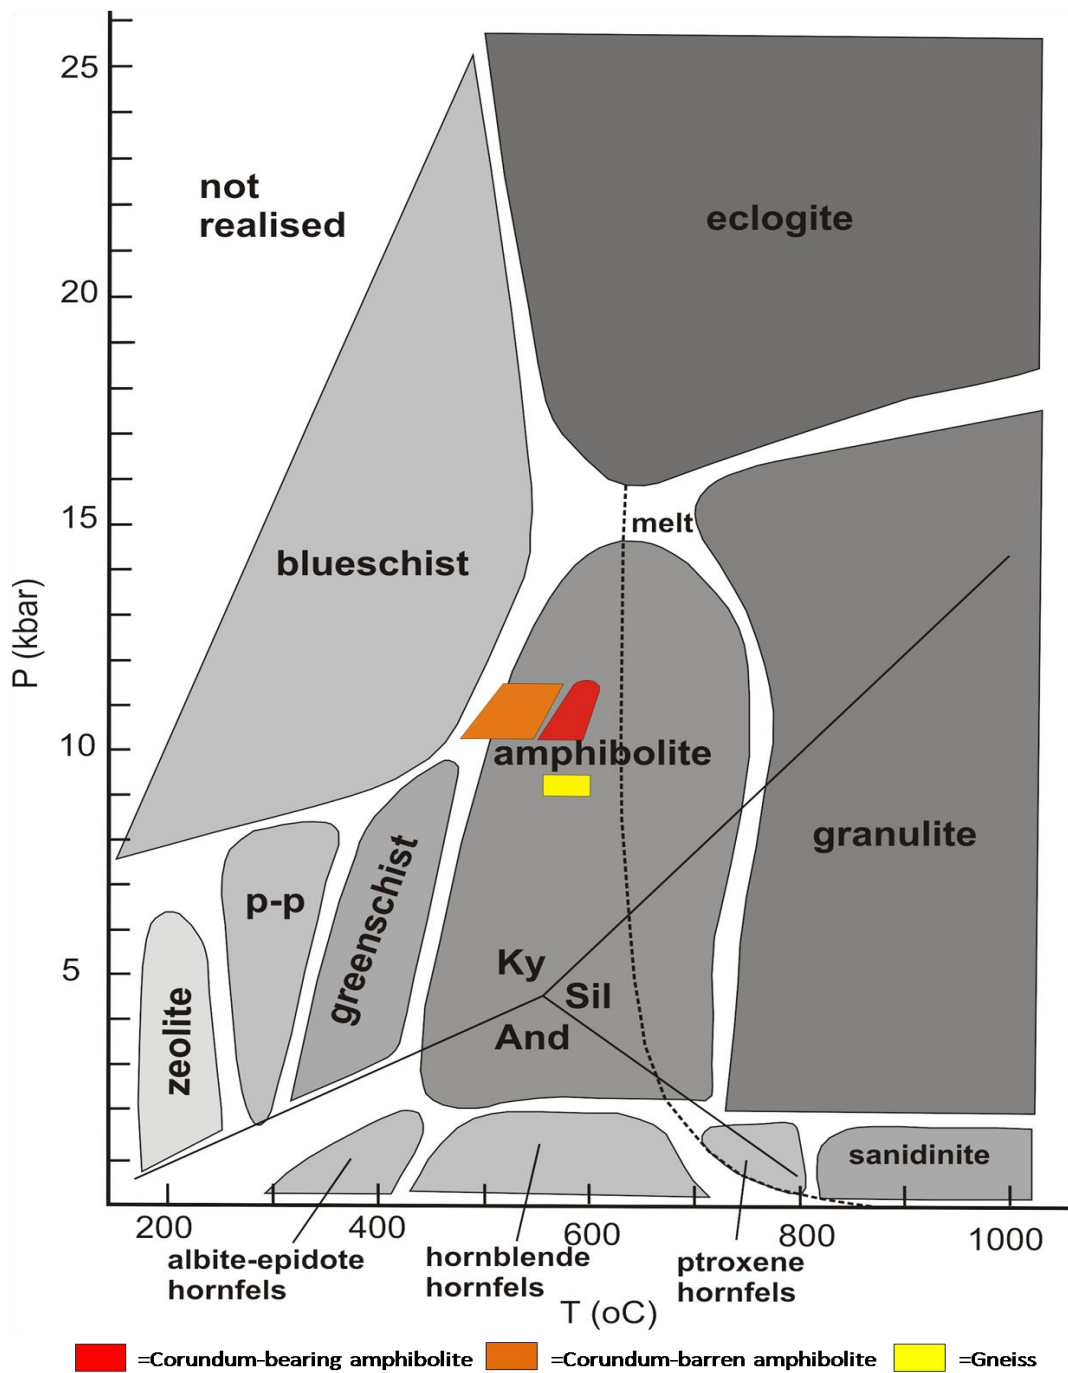 25
not
realised
eclogite
20
15
melt
blueschist
P (kbar)
10
amphibolite
granulite
greenschist
p-p
Ky
5
Sil
And
zeolite
sanidinite
200
400
600
800
1000
albite-epidote
hornfels
hornblende
hornfels
ptroxene
hornfels
T (oC)
=Corundum-bearing amphibolite
=Corundum-barren amphibolite
=Gneiss